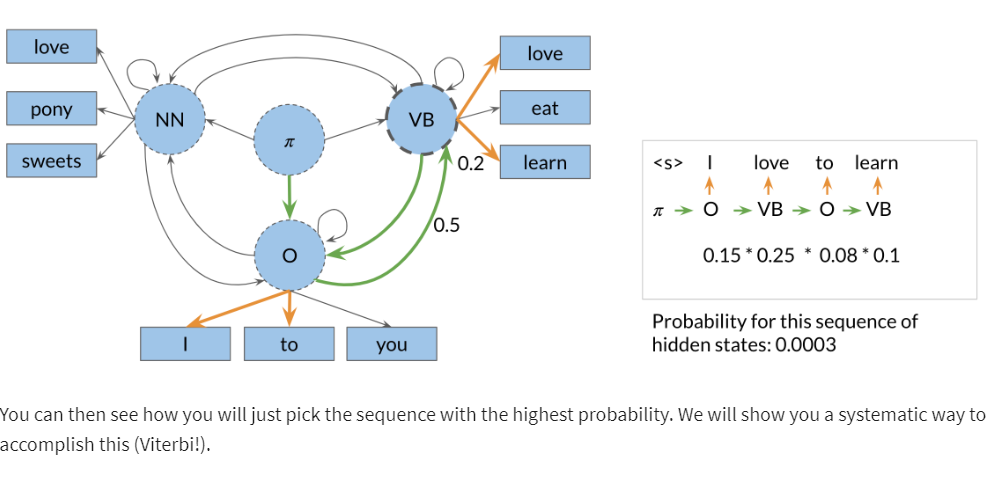 love
pony
sweets
NN
π
VB
O
love
eat
learn
0.2
0.5
I
to
you
<s> I love to learn
π → O → VB → O → VB
0.15 * 0.25 * 0.08 * 0.1
Probability for this sequence of
hidden states: 0.0003
You can then see how you will just pick the sequence with the highest probability. We will show you a systematic way to
accomplish this (Viterbi!).